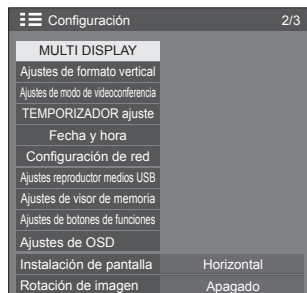 Configuración 2/3
MULTI DISPLAY
Ajustes de formato vertical
Ajustes de modo de videoconferencia
TEMPORIZADOR ajuste
Fecha y hora
Configuración de red
Ajustes reproductor medios USB
Ajustes de visor de memoria
Ajustes de botones de funciones
Ajustes de OSD
Instalación de pantalla Horizontal
Rotación de imagen Apagado